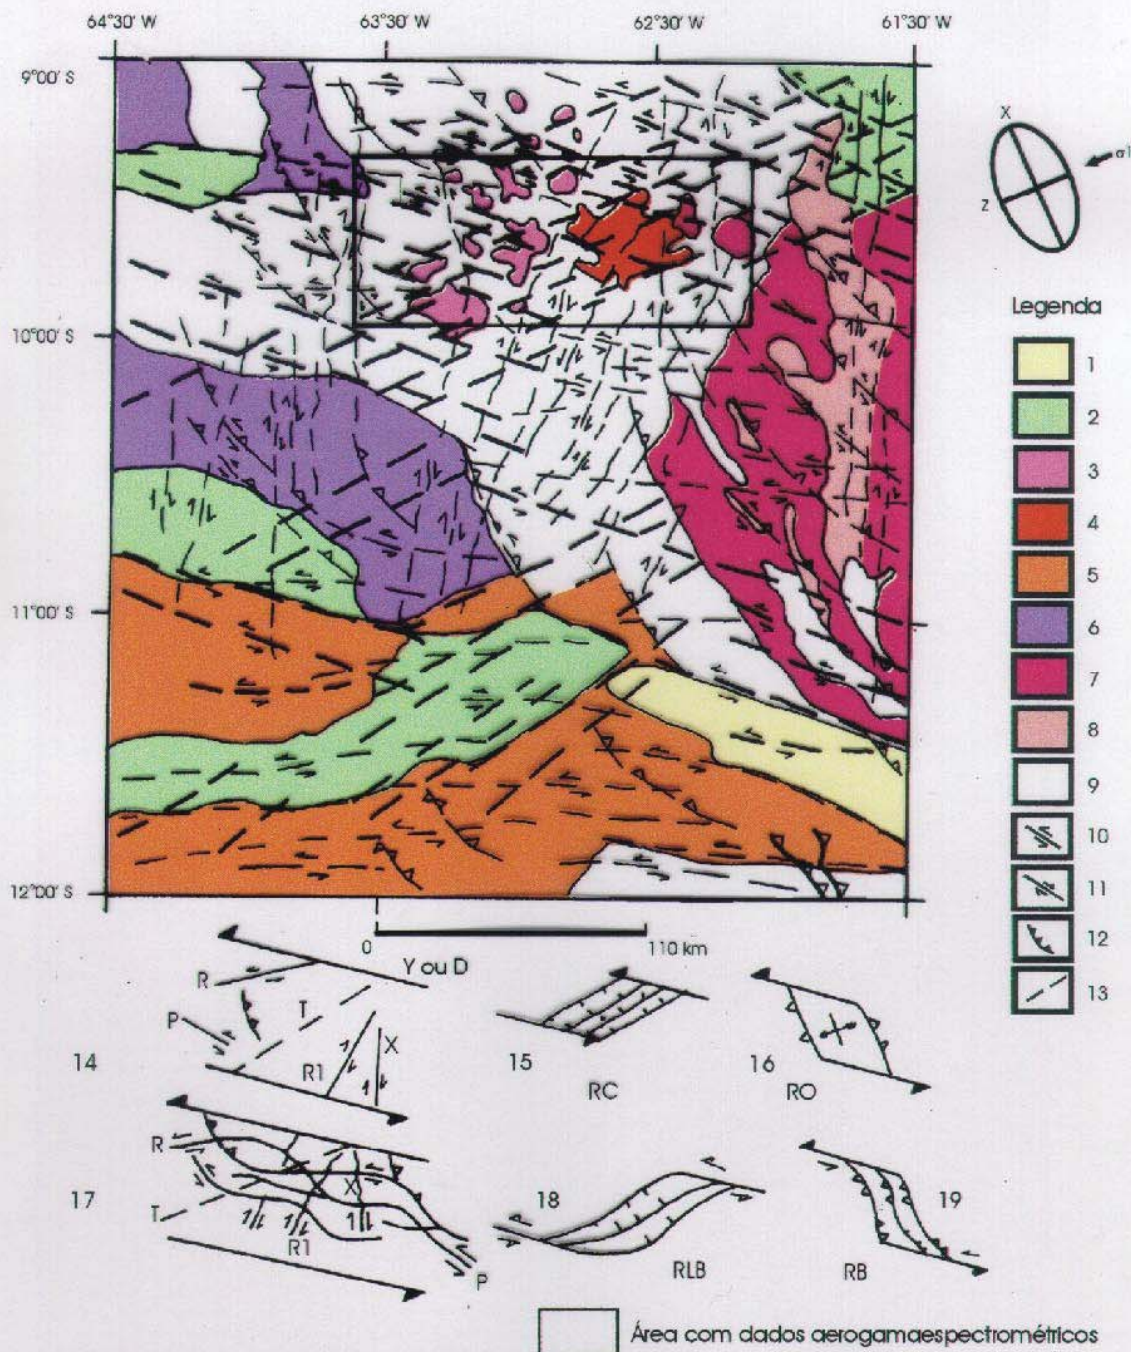 64°30' W 63°30' W 62°30' W 61°30' W
9°00' S
10°00' S
11°00' S
12°00' S
X
Z
σ1
Legenda
1
2
3
4
5
6
7
8
9
10
11
12
13
0 110 km
Y ou D
R
P
T
R1
X
14
15
RC
16
RO
17
R
T
X
R1
P
18
RLB
19
RB
Área com dados aerogamaespectrométricos